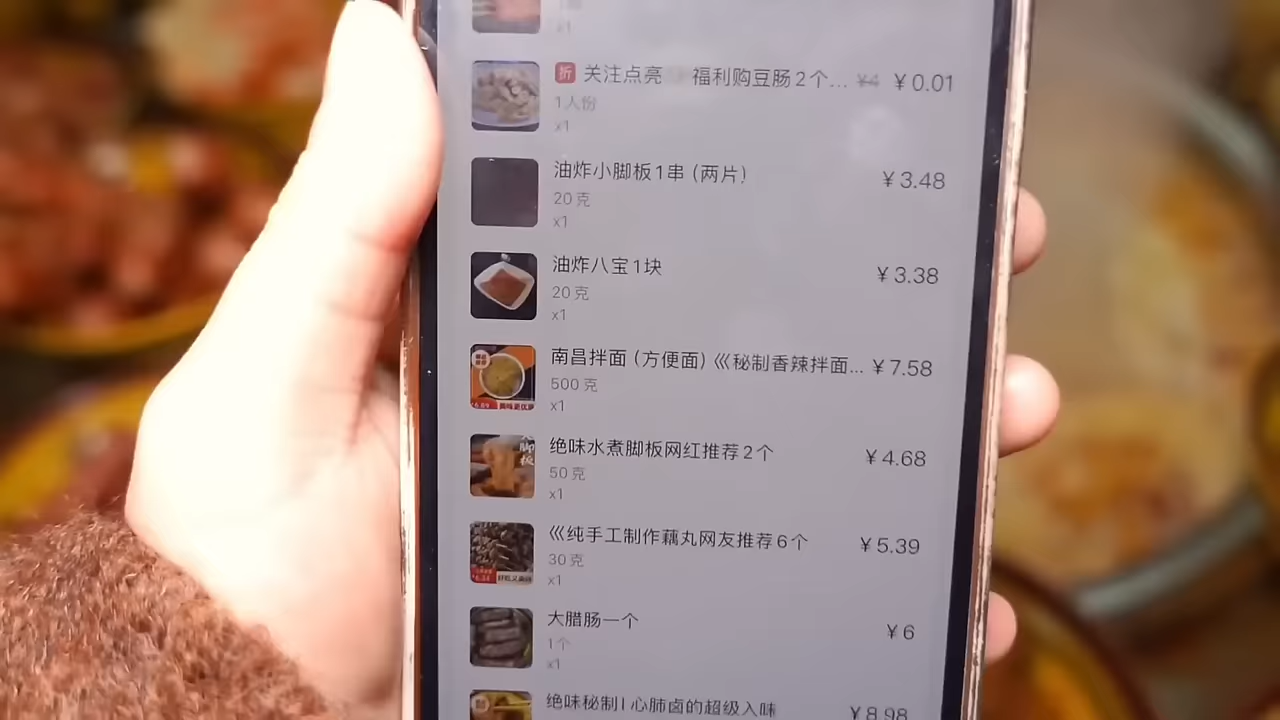 x1
折 关注点亮 福利购豆肠2个... ¥4 ¥0.01
1人份
x1
油炸小脚板1串(两片) ¥3.48
20克
x1
油炸八宝1块 ¥3.38
20克
x1
南昌拌面(方便面)巛秘制香辣拌面... ¥7.58
500克
x1
绝味水煮脚板网红推荐2个 ¥4.68
50克
x1
巛纯手工制作藕丸网友推荐6个 ¥5.39
30克
x1
大腊肠一个 ¥6
1个
x1
绝味秘制I心肺卤的超级入味 ¥8.98